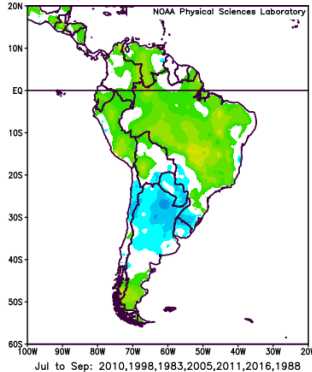 NOAA Physical Sciences Laboratory
20N
10N
EQ
10S
20S
30S
40S
50S
60S
100W 90W 80W 70W 60W 50W 40W 30W 20W
Jul to Sep: 2010,1998,1983,2005,2011,2016,1988